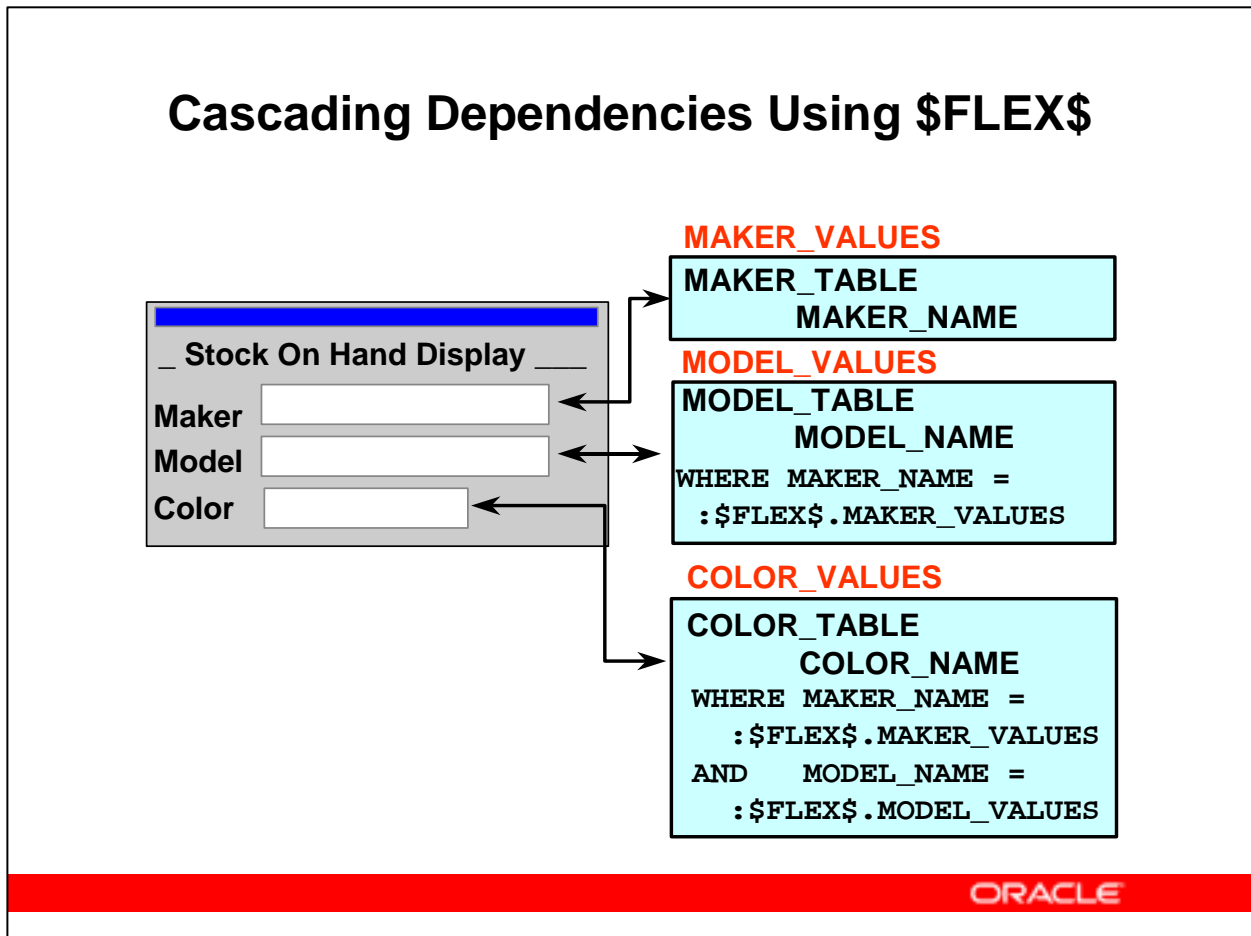 Cascading Dependencies Using $FLEX$
_ Stock On Hand Display ___
Maker
Model
Color
MAKER_VALUES
MAKER_TABLE
MAKER_NAME
MODEL_VALUES
MODEL_TABLE
MODEL_NAME
WHERE MAKER_NAME =
:$FLEX$.MAKER_VALUES
COLOR_VALUES
COLOR_TABLE
COLOR_NAME
WHERE MAKER_NAME =
:$FLEX$.MAKER_VALUES
AND MODEL_NAME =
:$FLEX$.MODEL_VALUES
ORACLE